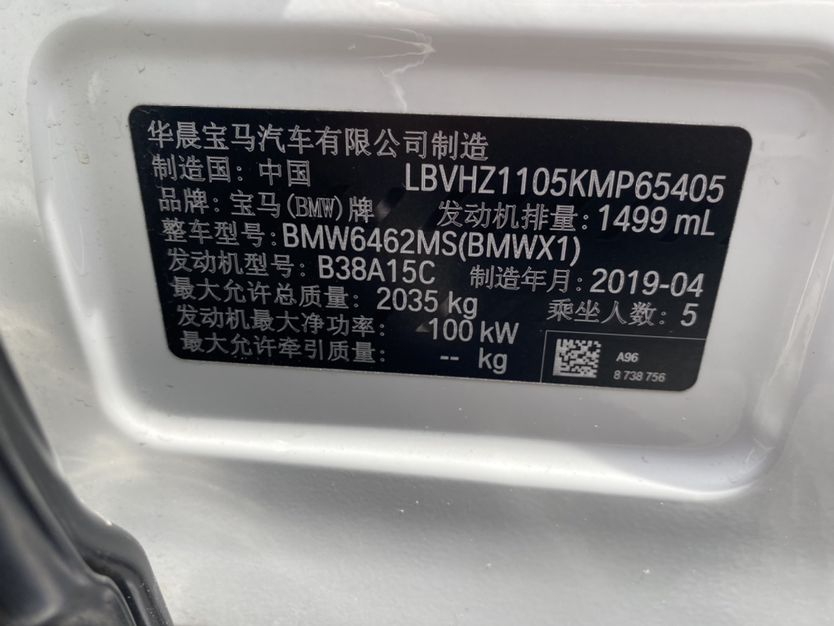 华晨宝马汽车有限公司制造
制造国：中国 LBVHZ1105KMP65405
品牌：宝马(BMW)牌 发动机排量：1499 mL
整车型号：BMW6462MS(BMWX1)
发动机型号：B38A15C 制造年月：2019-04
最大允许总质量：2035 kg 乘坐人数：5
发动机最大净功率：100 kW
最大允许牵引质量：-- kg
A96
8 738 756